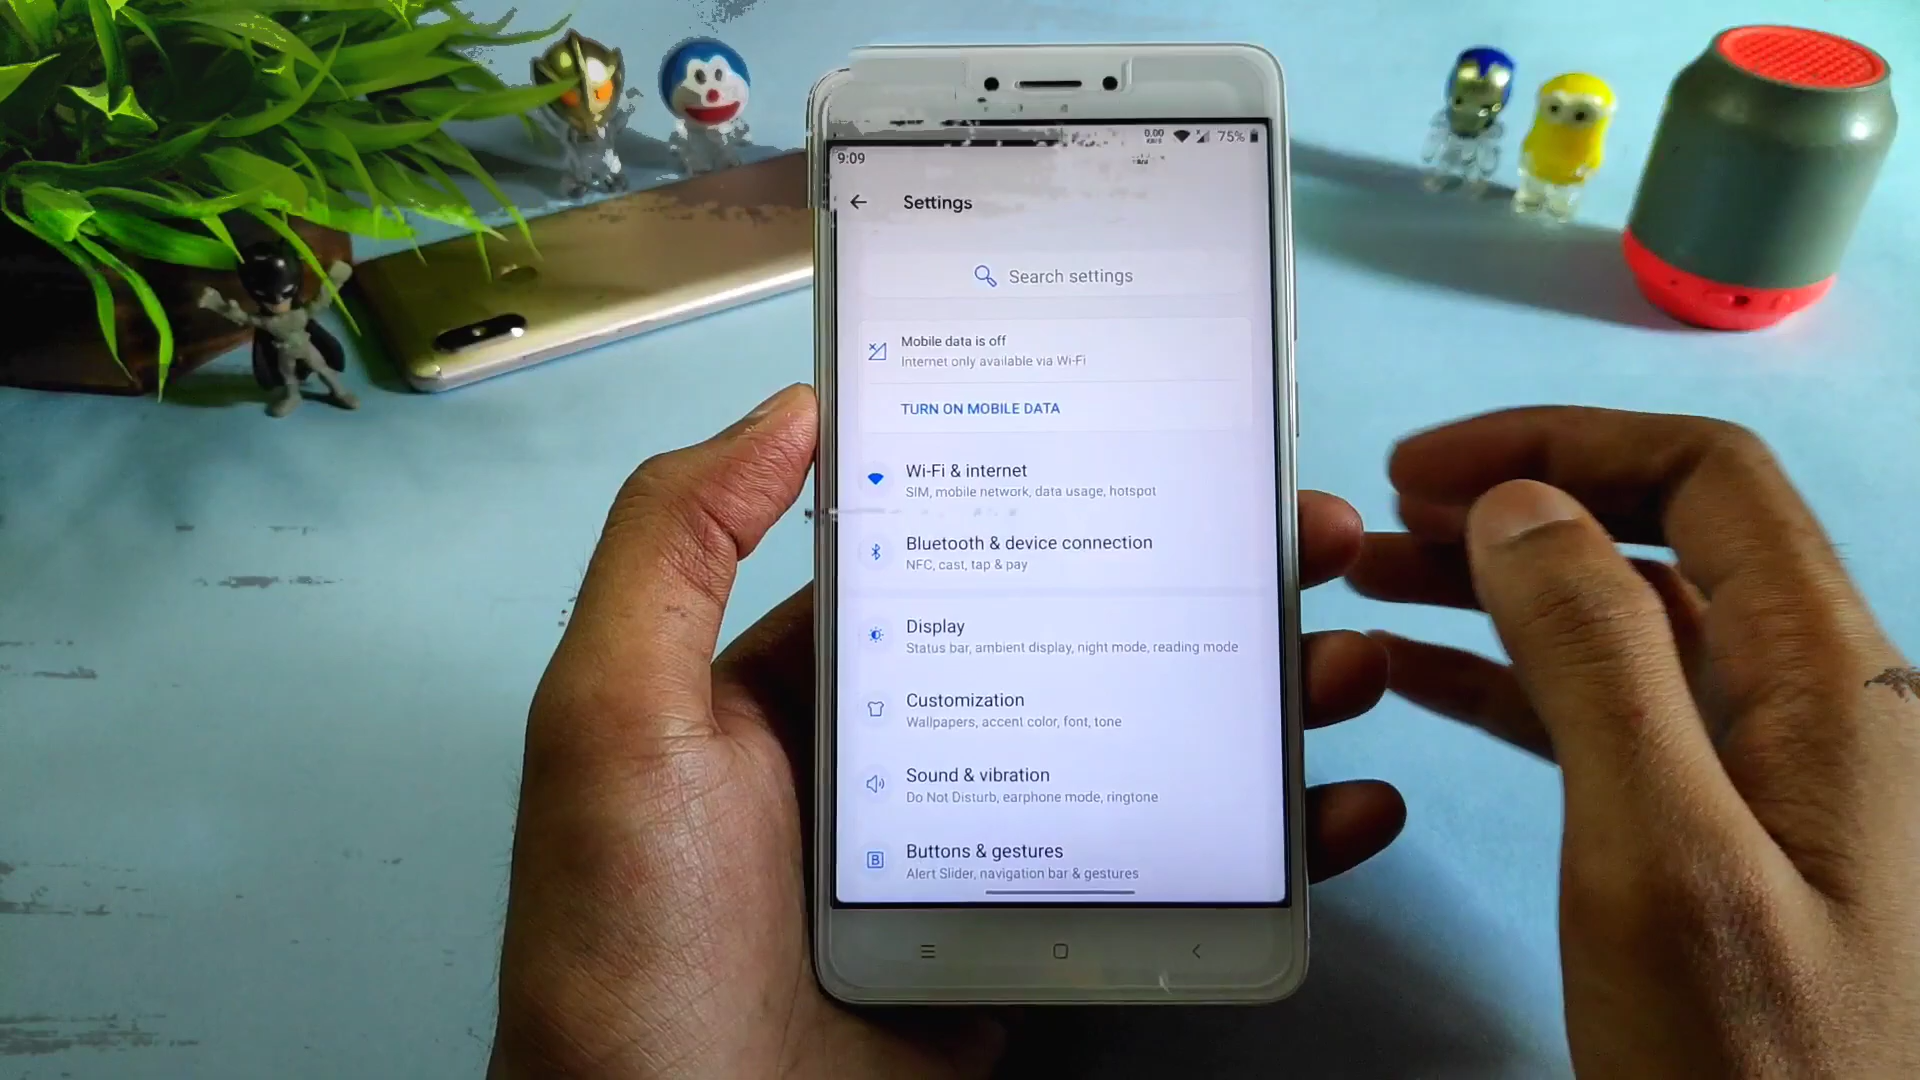 0.00
75%
9:09
Settings
Search settings
Mobile data is off
Internet only available via Wi-Fi
TURN ON MOBILE DATA
Wi-Fi & internet
SIM, mobile network, data usage, hotspot
Bluetooth & device connection
NFC, cast, tap & pay
Display
Status bar, ambient display, night mode, reading mode
Customization
Wallpapers, accent color, font, tone
Sound & vibration
Do Not Disturb, earphone mode, ringtone
B
Buttons & gestures
Alert Slider, navigation bar & gestures